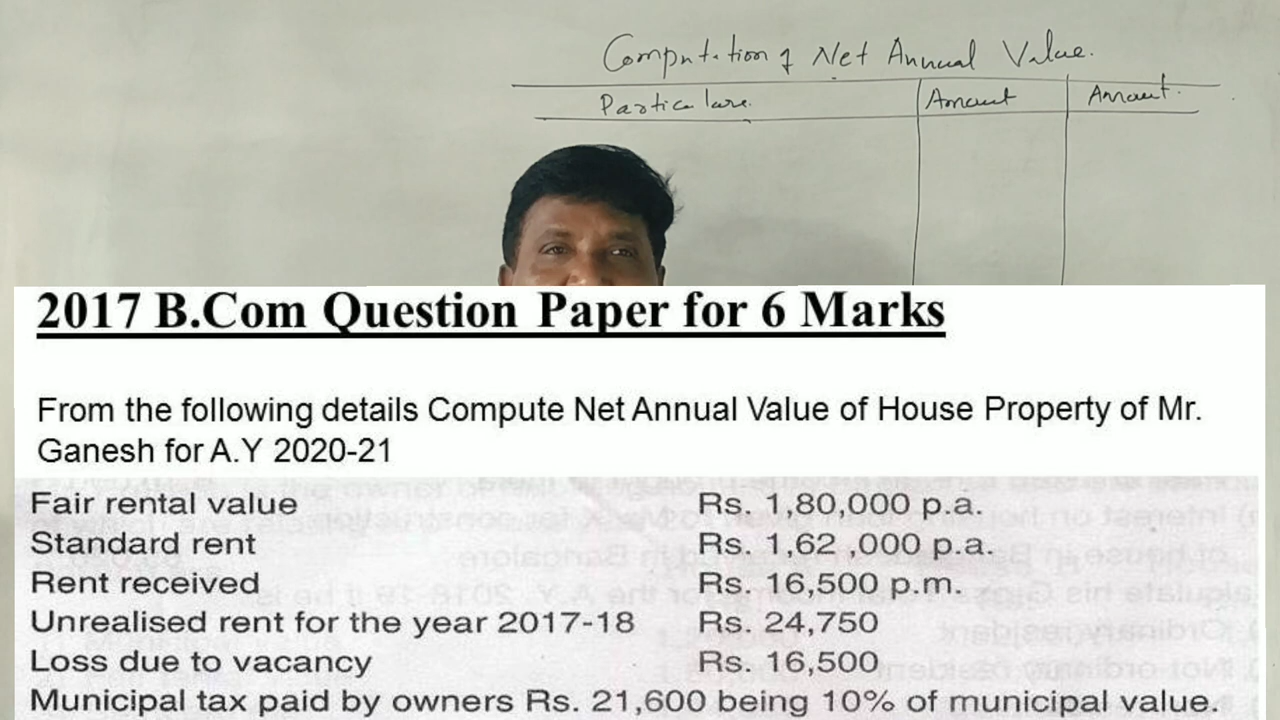 Computation of Net Annual Value.
Particulars. Amount Amount.
2017 B.Com Question Paper for 6 Marks
From the following details Compute Net Annual Value of House Property of Mr.
Ganesh for A.Y 2020-21
Fair rental value Rs. 1,80,000 p.a.
Standard rent Rs. 1,62 ,000 p.a.
Rent received Rs. 16,500 p.m.
Unrealised rent for the year 2017-18 Rs. 24,750
Loss due to vacancy Rs. 16,500
Municipal tax paid by owners Rs. 21,600 being 10% of municipal value.